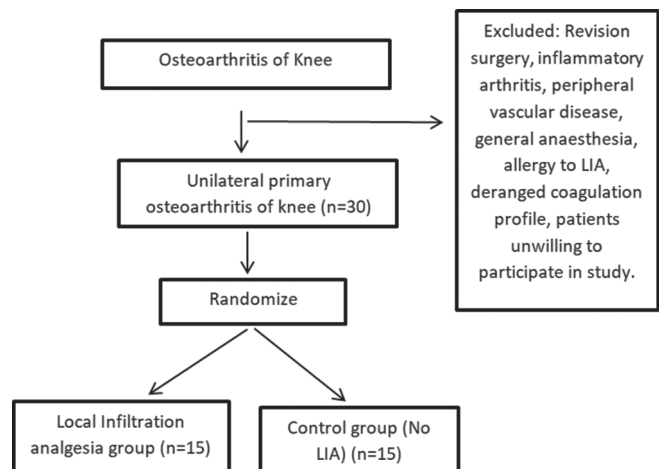 Osteoarthritis of Knee
Excluded: Revision
surgery, inflammatory
arthritis, peripheral
vascular disease,
general anaesthesia,
allergy to LIA,
deranged coagulation
profile, patients
unwilling to
participate in study.
Unilateral primary
osteoarthritis of knee (n=30)
Randomize
Local Infiltration
analgesia group (n=15)
Control group (No
LIA) (n=15)